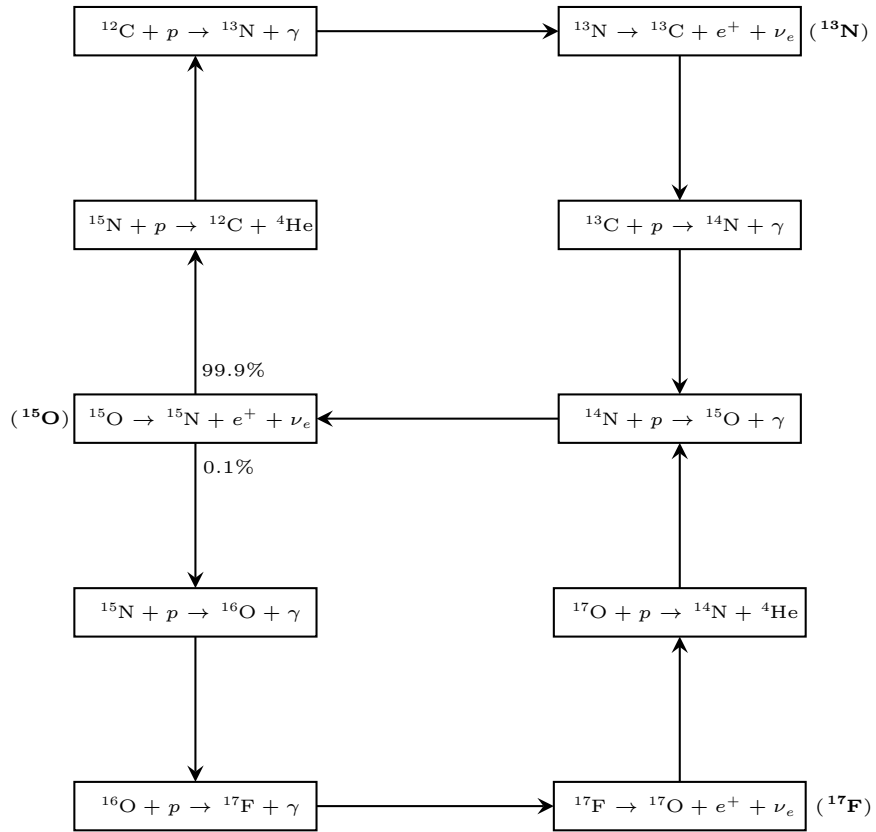 ¹²C + p → ¹³N + γ
¹³N → ¹³C + e⁺ + νₑ (¹³N)
¹⁵N + p → ¹²C + ⁴He
¹³C + p → ¹⁴N + γ
99.9%
(¹⁵O) ¹⁵O → ¹⁵N + e⁺ + νₑ
¹⁴N + p → ¹⁵O + γ
0.1%
¹⁵N + p → ¹⁶O + γ
¹⁷O + p → ¹⁴N + ⁴He
¹⁶O + p → ¹⁷F + γ
¹⁷F → ¹⁷O + e⁺ + νₑ (¹⁷F)